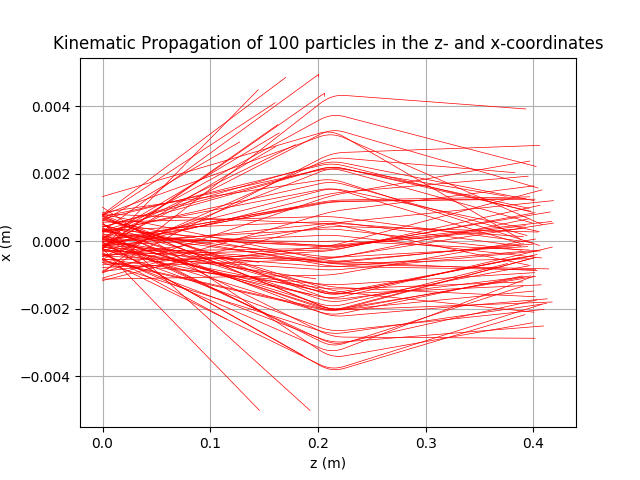 Kinematic Propagation of 100 particles in the z- and x-coordinates
0.004
0.002
0.000
−0.002
−0.004
x (m)
0.0 0.1 0.2 0.3 0.4
z (m)